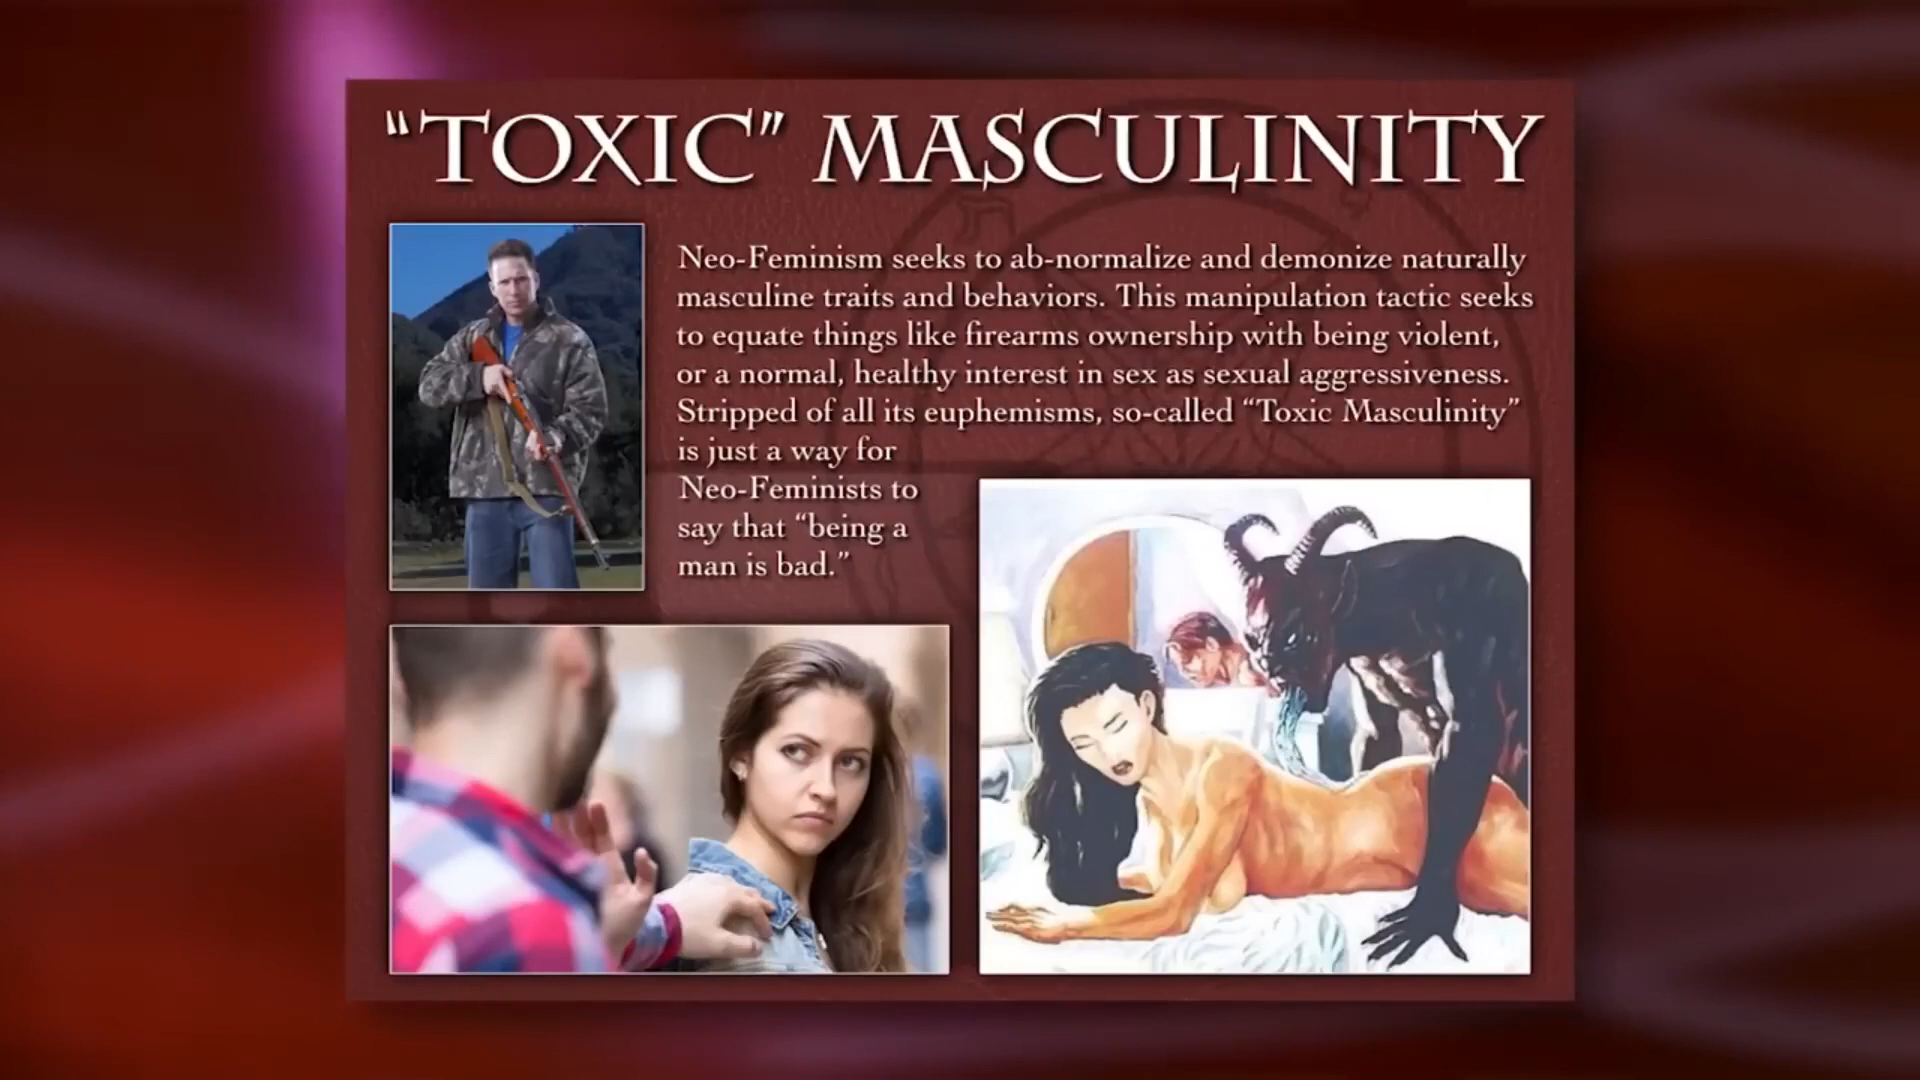 “TOXIC” MASCULINITY
Neo-Feminism seeks to ab-normalize and demonize naturally
masculine traits and behaviors. This manipulation tactic seeks
to equate things like firearms ownership with being violent,
or a normal, healthy interest in sex as sexual aggressiveness.
Stripped of all its euphemisms, so-called “Toxic Masculinity”
is just a way for
Neo-Feminists to
say that “being a
man is bad.”